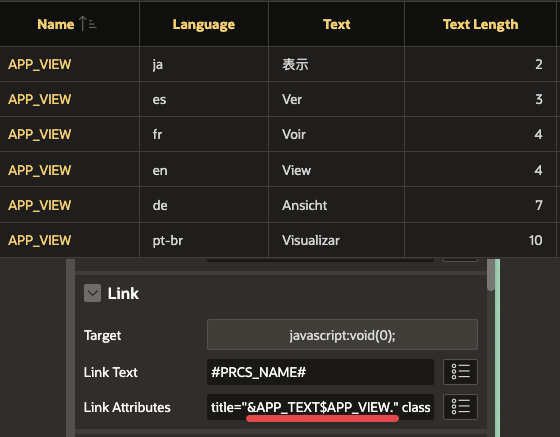 Name Language Text Text Length
APP_VIEW ja 表示 2
APP_VIEW es Ver 3
APP_VIEW fr Voir 4
APP_VIEW en View 4
APP_VIEW de Ansicht 7
APP_VIEW pt-br Visualizar 10
Link
Target javascript:void(0);
Link Text #PRCS_NAME#
Link Attributes title="&APP_TEXT$APP_VIEW." class